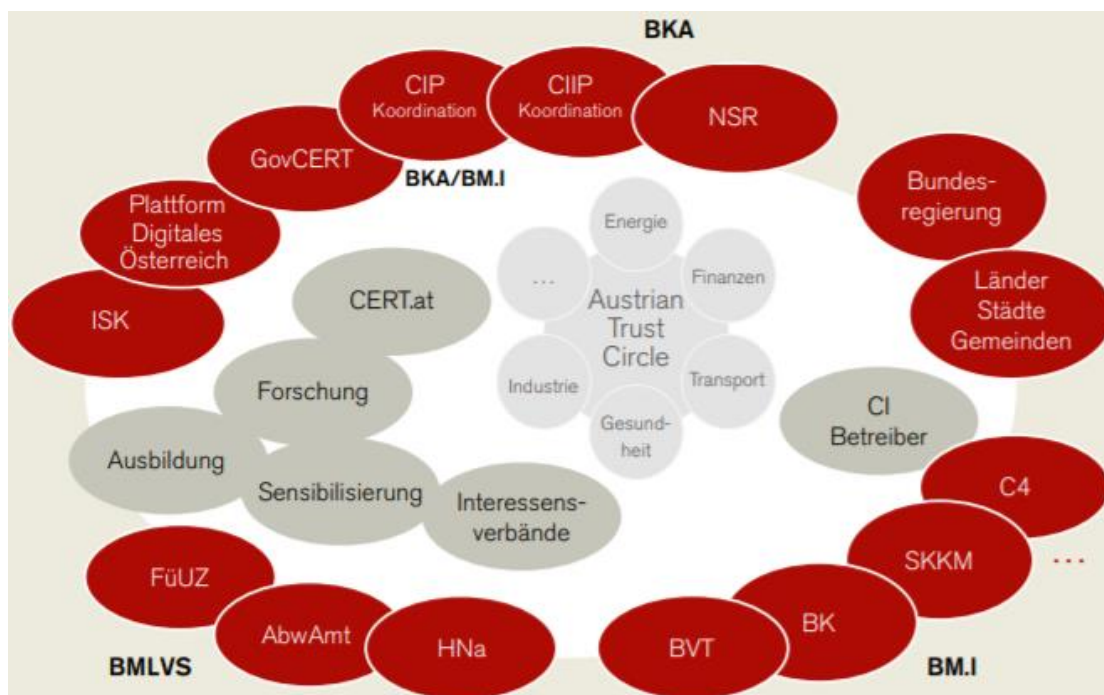 BKA
CIP
Koordination
CIIP
Koordination
NSR
GovCERT
BKA/BM.I
Bundes-
regierung
Plattform
Digitales
Österreich
Energie
...
Finanzen
Länder
Städte
Gemeinden
ISK
CERT.at
Austrian
Trust
Circle
Forschung
Industrie
Transport
Gesund-
heit
CI
Betreiber
Ausbildung
Sensibilisierung
Interessens-
verbände
C4
SKKM
...
FüUZ
AbwAmt
HNa
BVT
BK
BMLVS
BM.I